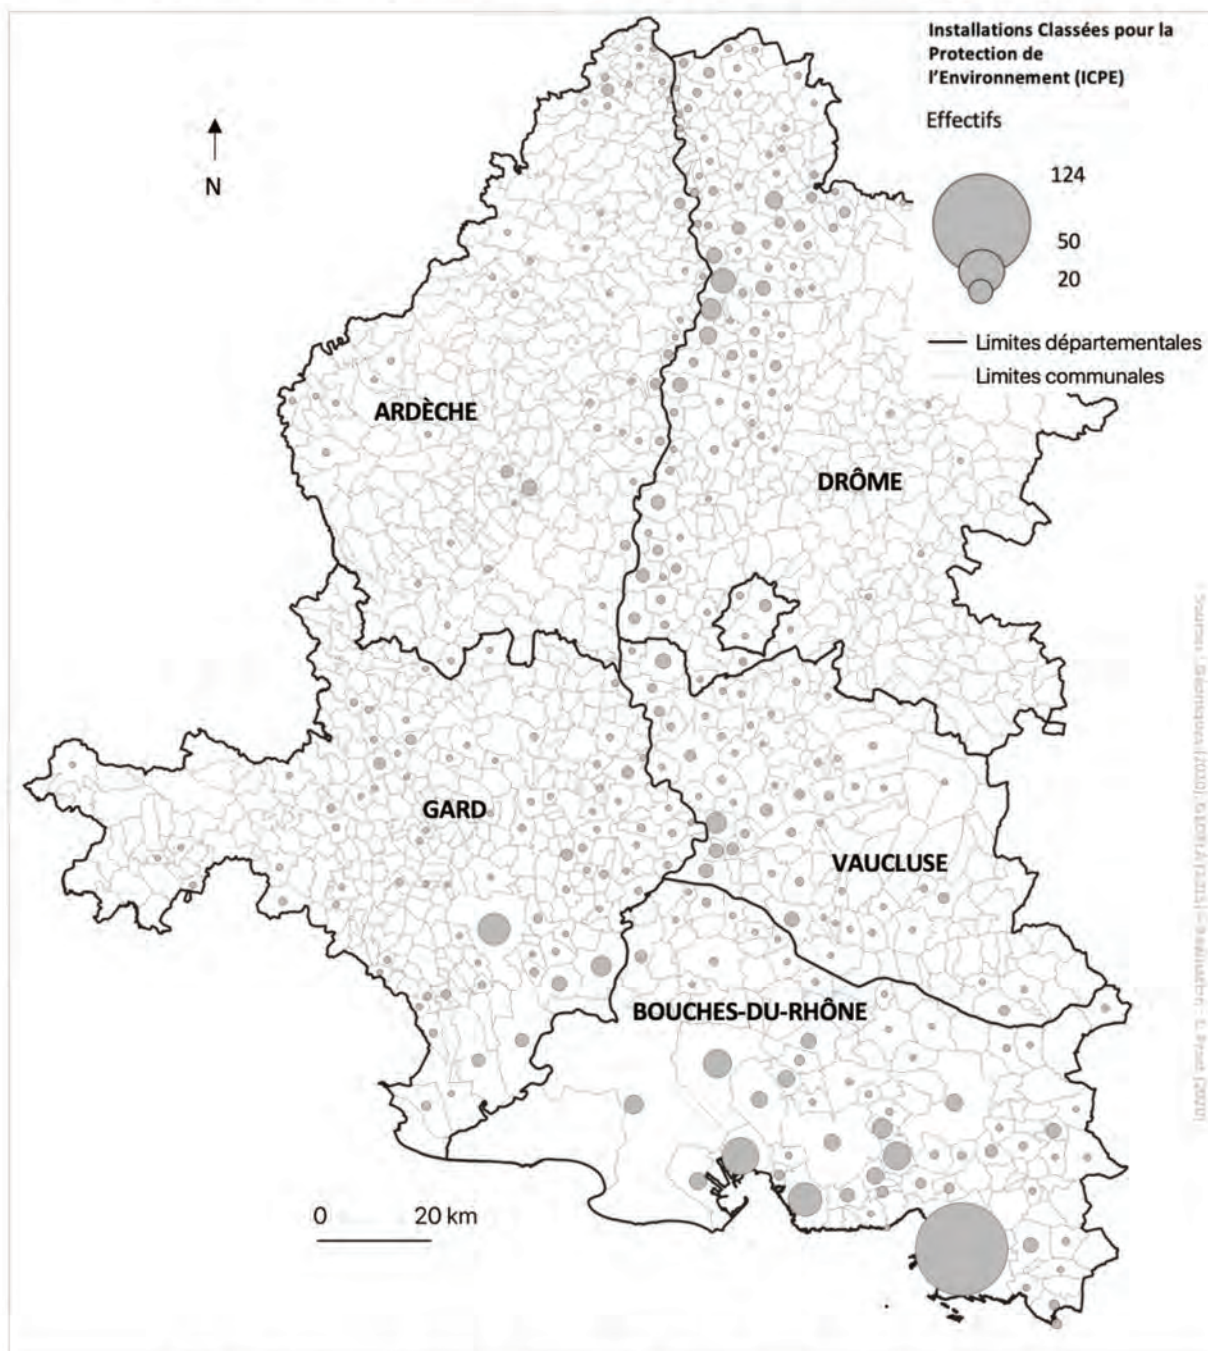 Installations Classées pour la
Protection de
l'Environnement (ICPE)
Effectifs
124
50
20
Limites départementales
Limites communales
N
ARDÈCHE
DRÔME
GARD
VAUCLUSE
BOUCHES-DU-RHÔNE
0 20 km